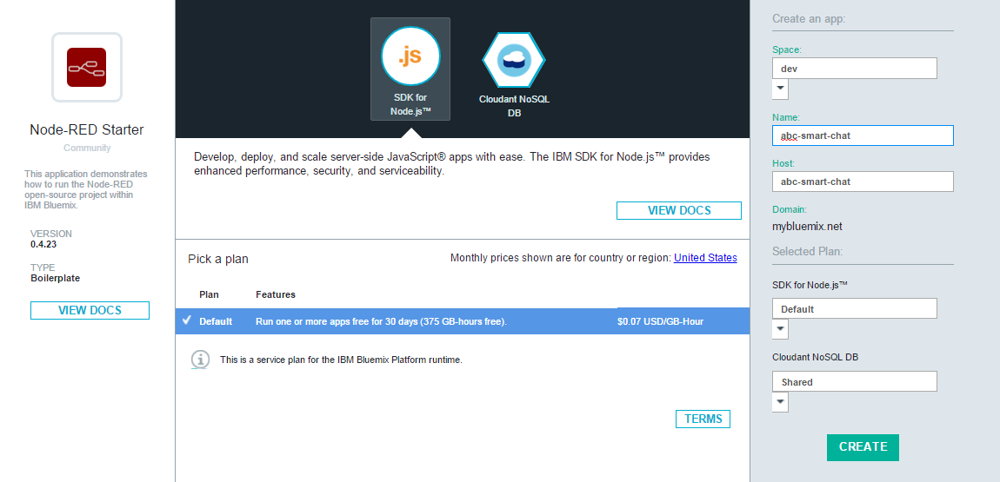 Node-RED Starter
Community
This application demonstrates
how to run the Node-RED
open-source project within
IBM Bluemix.
VERSION
0.4.23
TYPE
Boilerplate
VIEW DOCS
.js
SDK for
Node.js™
Cloudant NoSQL
DB
Develop, deploy, and scale server-side JavaScript® apps with ease. The IBM SDK for Node.js™ provides
enhanced performance, security, and serviceability.
VIEW DOCS
Pick a plan
Monthly prices shown are for country or region: United States
Plan Features
Default Run one or more apps free for 30 days (375 GB-hours free). $0.07 USD/GB-Hour
This is a service plan for the IBM Bluemix Platform runtime.
TERMS
Create an app:
Space:
dev
Name:
abc-smart-chat
Host:
abc-smart-chat
Domain:
mybluemix.net
Selected Plan:
SDK for Node.js™
Default
Cloudant NoSQL DB
Shared
CREATE